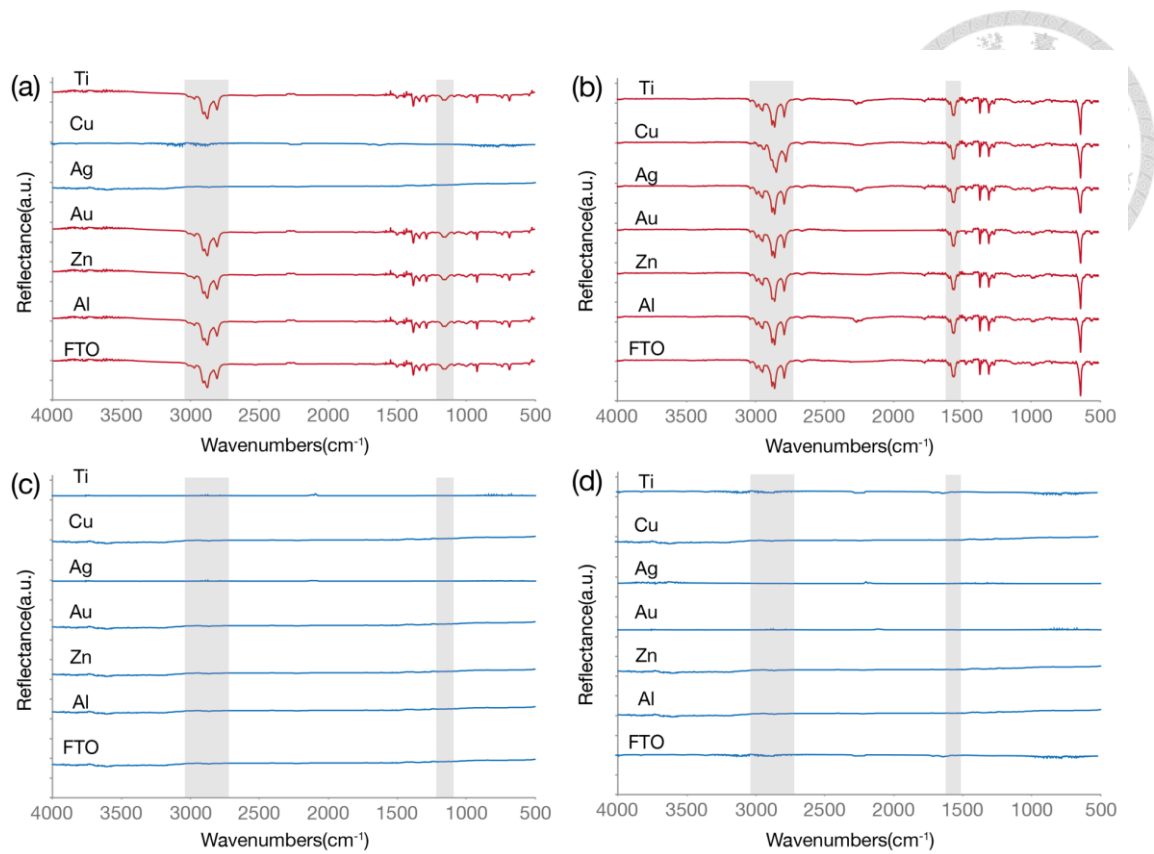 (a)
Ti
Cu
Ag
Au
Zn
Al
FTO
Reflectance(a.u.)
4000 3500 3000 2500 2000 1500 1000 500
Wavenumbers(cm⁻¹)
(b)
Ti
Cu
Ag
Au
Zn
Al
FTO
Reflectance(a.u.)
4000 3500 3000 2500 2000 1500 1000 500
Wavenumbers(cm⁻¹)
(c)
Ti
Cu
Ag
Au
Zn
Al
FTO
Reflectance(a.u.)
4000 3500 3000 2500 2000 1500 1000 500
Wavenumbers(cm⁻¹)
(d)
Ti
Cu
Ag
Au
Zn
Al
FTO
Reflectance(a.u.)
4000 3500 3000 2500 2000 1500 1000 500
Wavenumbers(cm⁻¹)